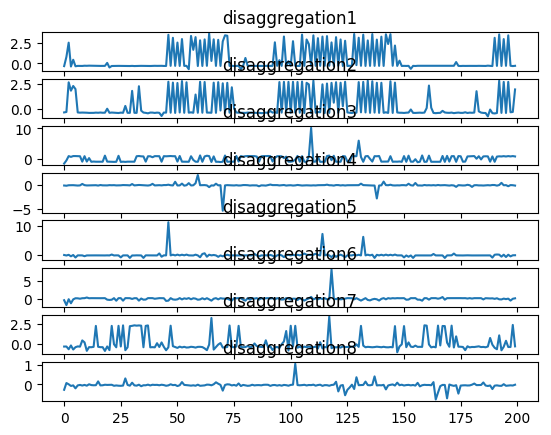 disaggregation1
2.5
0.0
disaggregation2
2.5
0.0
disaggregation3
10
0
disaggregation4
0
−5
disaggregation5
10
0
disaggregation6
5
0
disaggregation7
2.5
0.0
disaggregation8
1
0
0 25 50 75 100 125 150 175 200